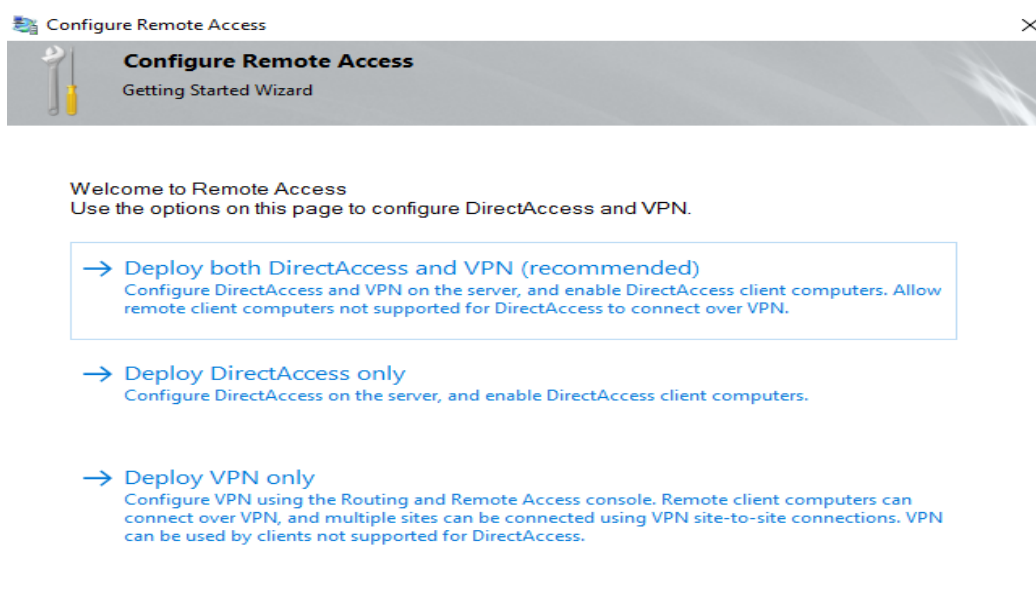 Configure Remote Access
Configure Remote Access
Getting Started Wizard
Welcome to Remote Access
Use the options on this page to configure DirectAccess and VPN.
Deploy both DirectAccess and VPN (recommended)
Configure DirectAccess and VPN on the server, and enable DirectAccess client computers. Allow
remote client computers not supported for DirectAccess to connect over VPN.
Deploy DirectAccess only
Configure DirectAccess on the server, and enable DirectAccess client computers.
Deploy VPN only
Configure VPN using the Routing and Remote Access console. Remote client computers can
connect over VPN, and multiple sites can be connected using VPN site-to-site connections. VPN
can be used by clients not supported for DirectAccess.